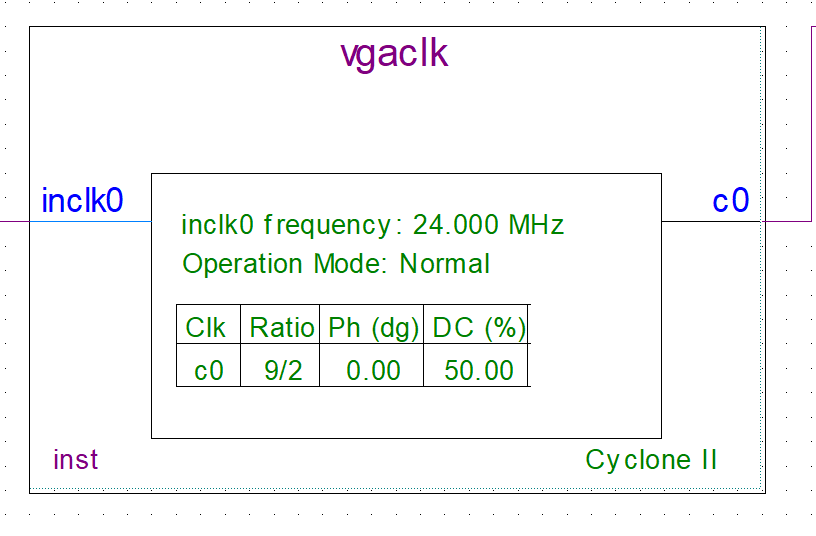 vgaclk
inclk0
c0
inclk0 frequency: 24.000 MHz
Operation Mode: Normal
Clk Ratio Ph (dg) DC (%)
c0 9/2 0.00 50.00
inst
Cyclone II